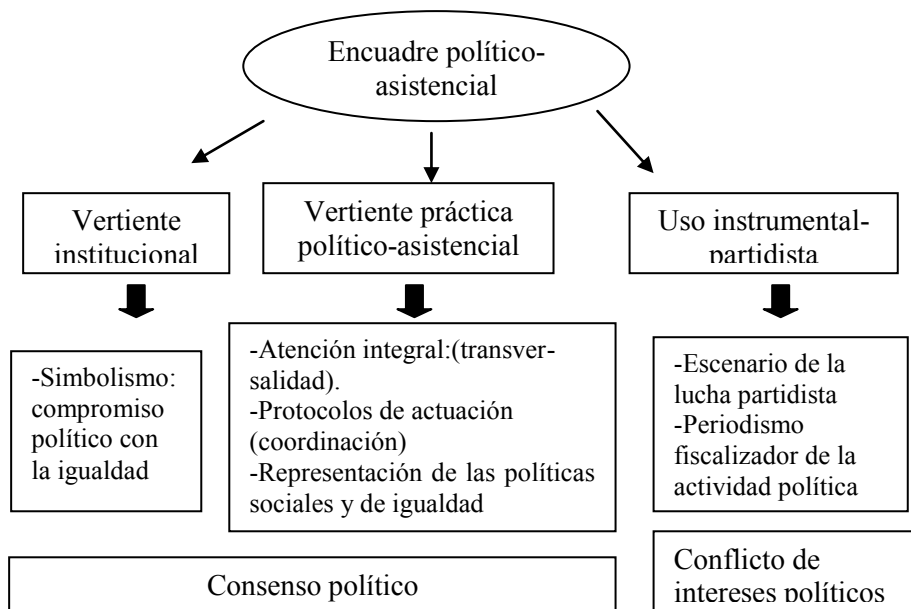 Encuadre político-
asistencial
Vertiente
institucional
Vertiente práctica
político-asistencial
Uso instrumental-
partidista
-Simbolismo:
compromiso
político con
la igualdad
-Atención integral:(transver-
salidad).
-Protocolos de actuación
(coordinación)
-Representación de las políticas
sociales y de igualdad
-Escenario de la
lucha partidista
-Periodismo
fiscalizador de la
actividad política
Consenso político
Conflicto de
intereses políticos